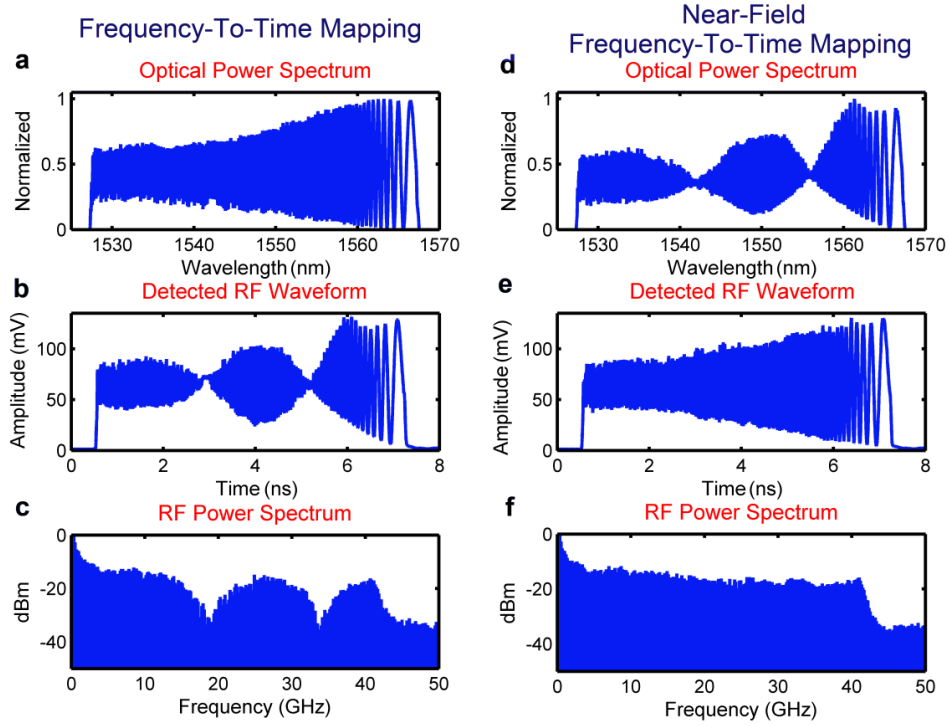 Frequency-To-Time Mapping
a
Optical Power Spectrum
Normalized
1
0.5
0
1530 1540 1550 1560 1570
Wavelength (nm)
b
Detected RF Waveform
Amplitude (mV)
100
50
0
0 2 4 6 8
Time (ns)
c
RF Power Spectrum
dBm
0
-20
-40
0 10 20 30 40 50
Frequency (GHz)
Near-Field
Frequency-To-Time Mapping
d
Optical Power Spectrum
Normalized
1
0.5
0
1530 1540 1550 1560 1570
Wavelength (nm)
e
Detected RF Waveform
Amplitude (mV)
100
50
0
0 2 4 6 8
Time (ns)
f
RF Power Spectrum
dBm
0
-20
-40
0 10 20 30 40 50
Frequency (GHz)